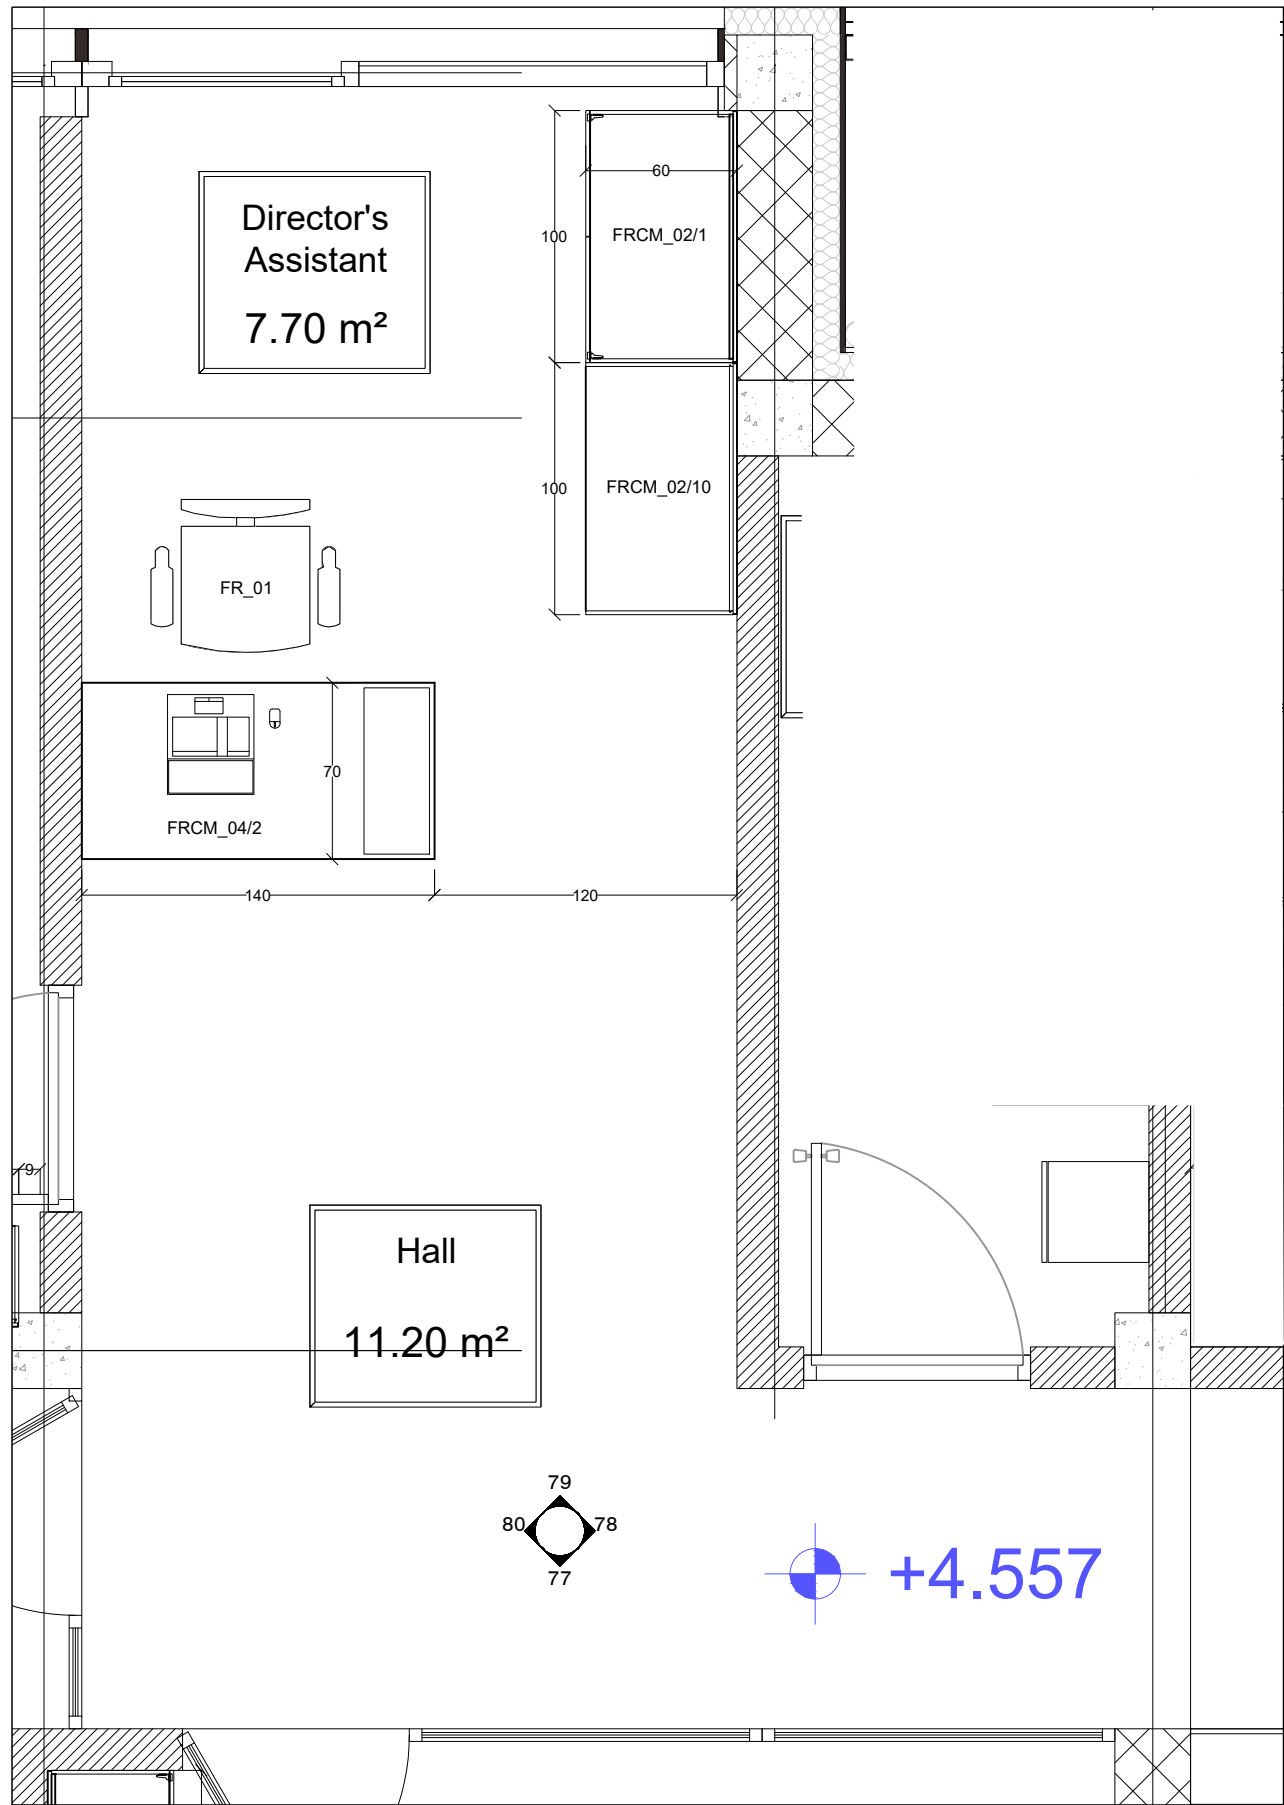 Director's
Assistant
7.70 m²
60
100
FRCM_02/1
100
FRCM_02/10
FR_01
70
FRCM_04/2
140
120
9
Hall
11.20 m²
79
80
78
77
+4.557